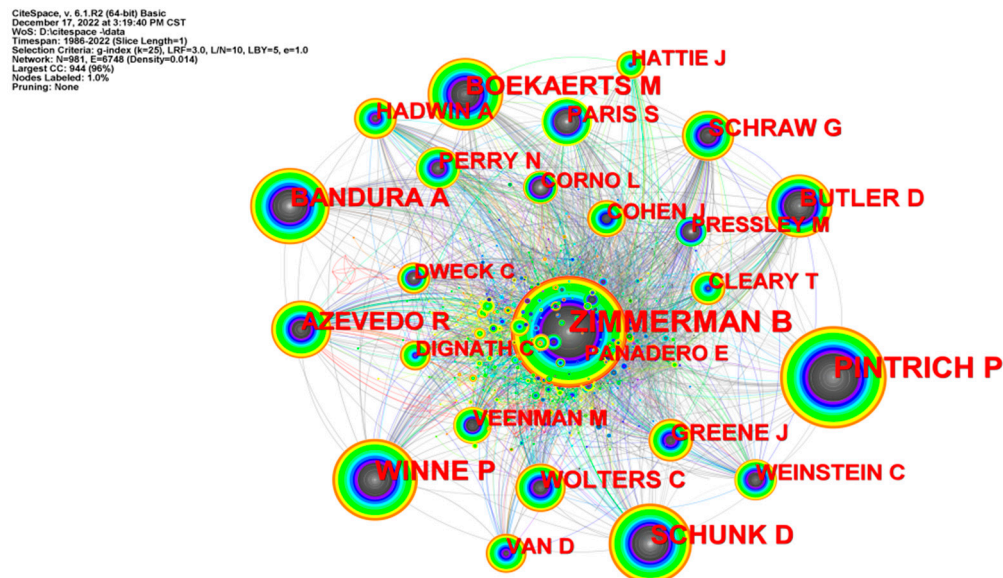 CiteSpace, v. 6.1.R2 (64-bit) Basic
December 17, 2022 at 3:19:40 PM CST
WoS: D:\citespace -\data
Timespan: 1986-2022 (Slice Length=1)
Selection Criteria: g-index (k=25), LRF=3.0, L/N=10, LBY=5, e=1.0
Network: N=981, E=6748 (Density=0.014)
Largest CC: 944 (96%)
Nodes Labeled: 1.0%
Pruning: None
HATTIE J
BOEKAERTS M
HADWIN A
PARIS S
SCHRAW G
PERRY N
CORNO L
BANDURA A
BUTLER D
COHEN J
PRESSLEY M
DWECK C
CLEARY T
AZEVEDO R
ZIMMERMAN B
DIGNATH C
PANADERO E
PINTRICH P
VEENMAN M
GREENE J
WINNE P
WOLTERS C
WEINSTEIN C
SCHUNK D
VAN D